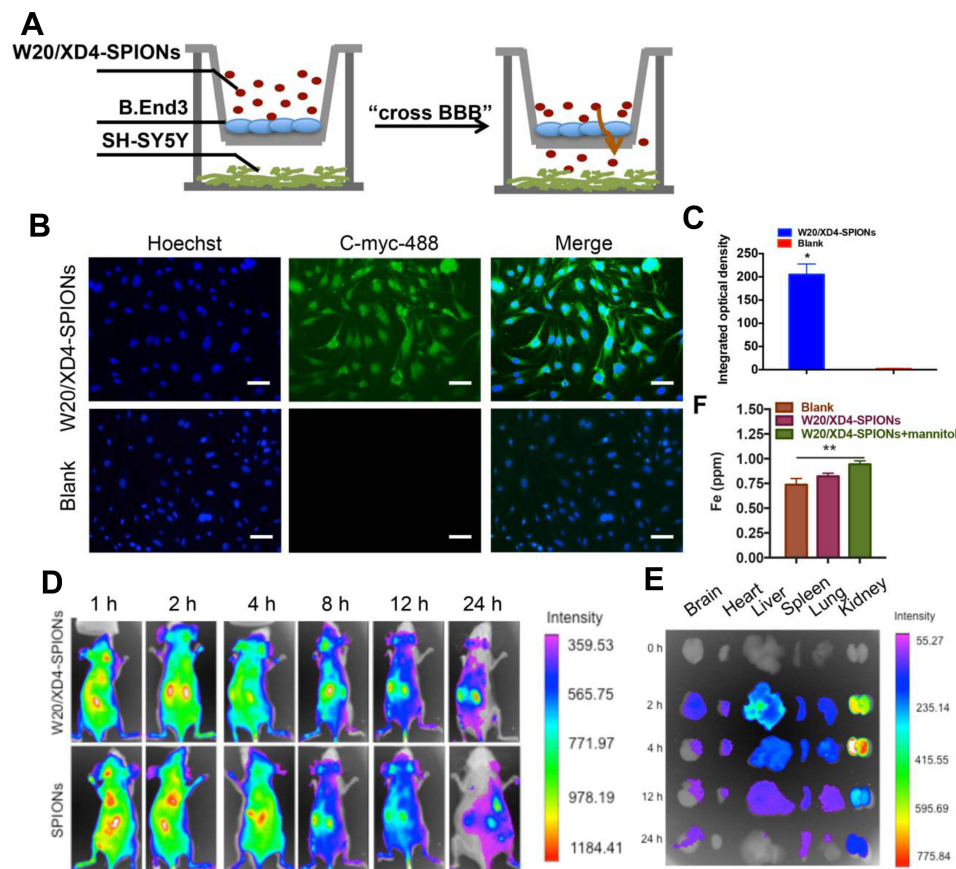 A
W20/XD4-SPIONs
B.End3
SH-SY5Y
“cross BBB”
B
Hoechst
C-myc-488
Merge
W20/XD4-SPIONs
Blank
C
W20/XD4-SPIONs
Blank
Integrated optical density
250
200
150
100
50
0
*
F
Blank
W20/XD4-SPIONs
W20/XD4-SPIONs+mannitol
**
Fe (ppm)
1.50
1.25
1.00
0.75
0.50
0.25
0.00
D
1 h 2 h 4 h 8 h 12 h 24 h
W20/XD4-SPIONs
SPIONs
Intensity
359.53
565.75
771.97
978.19
1184.41
E
Brain Heart Liver Spleen Lung Kidney
0 h
2 h
4 h
12 h
24 h
Intensity
55.27
235.14
415.55
595.69
775.84